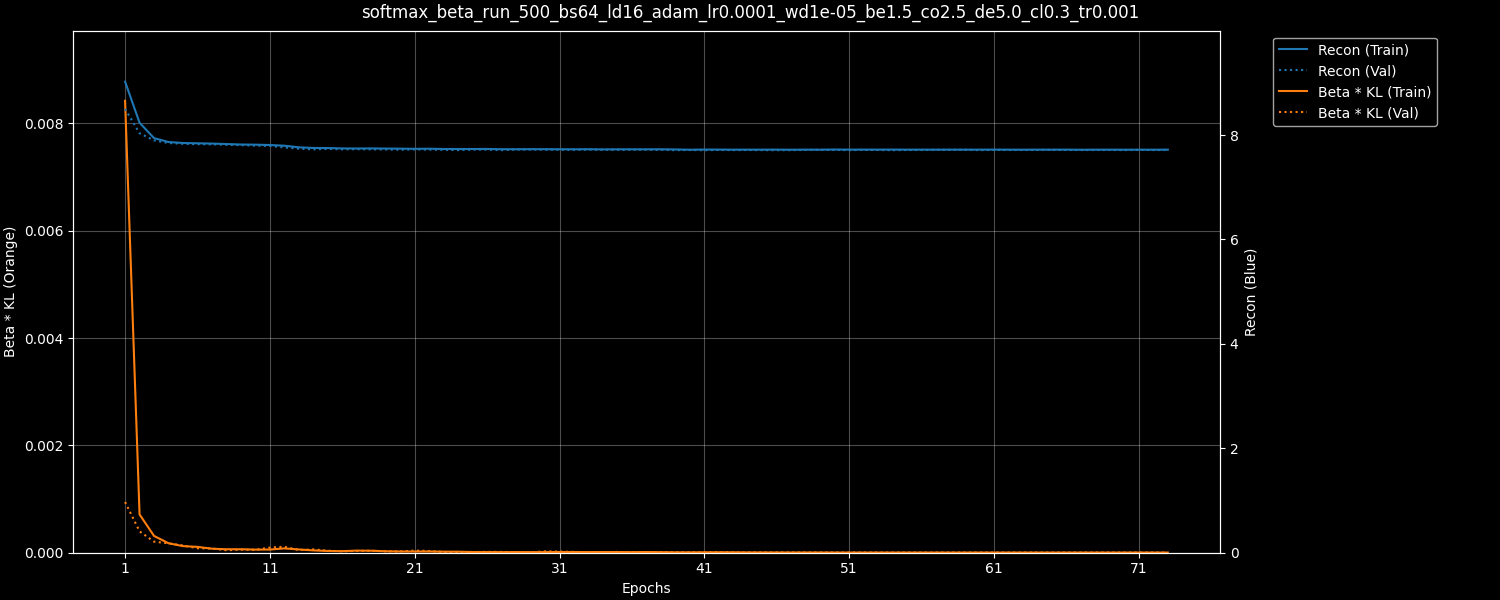 softmax_beta_run_500_bs64_ld16_adam_lr0.0001_wd1e-05_be1.5_co2.5_de5.0_cl0.3_tr0.001
Recon (Train)
Recon (Val)
Beta * KL (Train)
Beta * KL (Val)
Beta * KL (Orange)
0.008
0.006
0.004
0.002
0.000
8
6
4
2
0
Recon (Blue)
1 11 21 31 41 51 61 71
Epochs